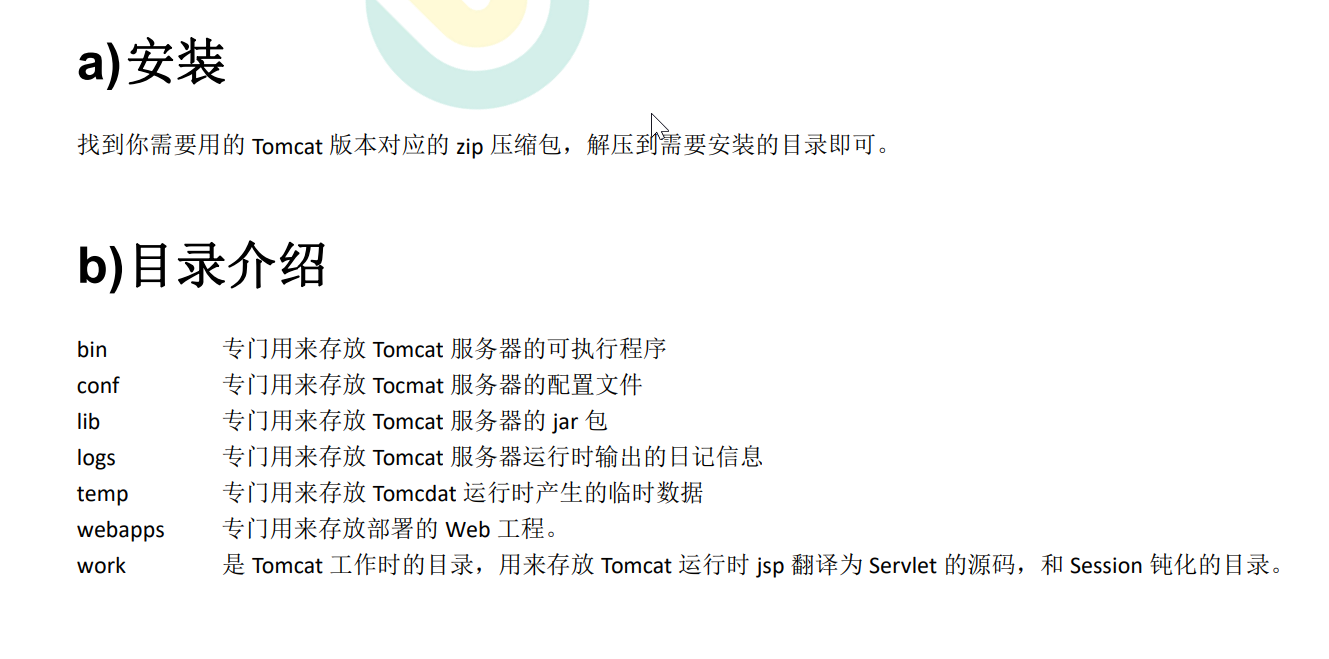 a)安装
找到你需要用的 Tomcat 版本对应的 zip 压缩包，解压到需要安装的目录即可。
b)目录介绍
bin 专门用来存放 Tomcat 服务器的可执行程序
conf 专门用来存放 Tocmat 服务器的配置文件
lib 专门用来存放 Tomcat 服务器的 jar 包
logs 专门用来存放 Tomcat 服务器运行时输出的日记信息
temp 专门用来存放 Tomcdat 运行时产生的临时数据
webapps 专门用来存放部署的 Web 工程。
work 是 Tomcat 工作时的目录，用来存放 Tomcat 运行时 jsp 翻译为 Servlet 的源码，和 Session 钝化的目录。